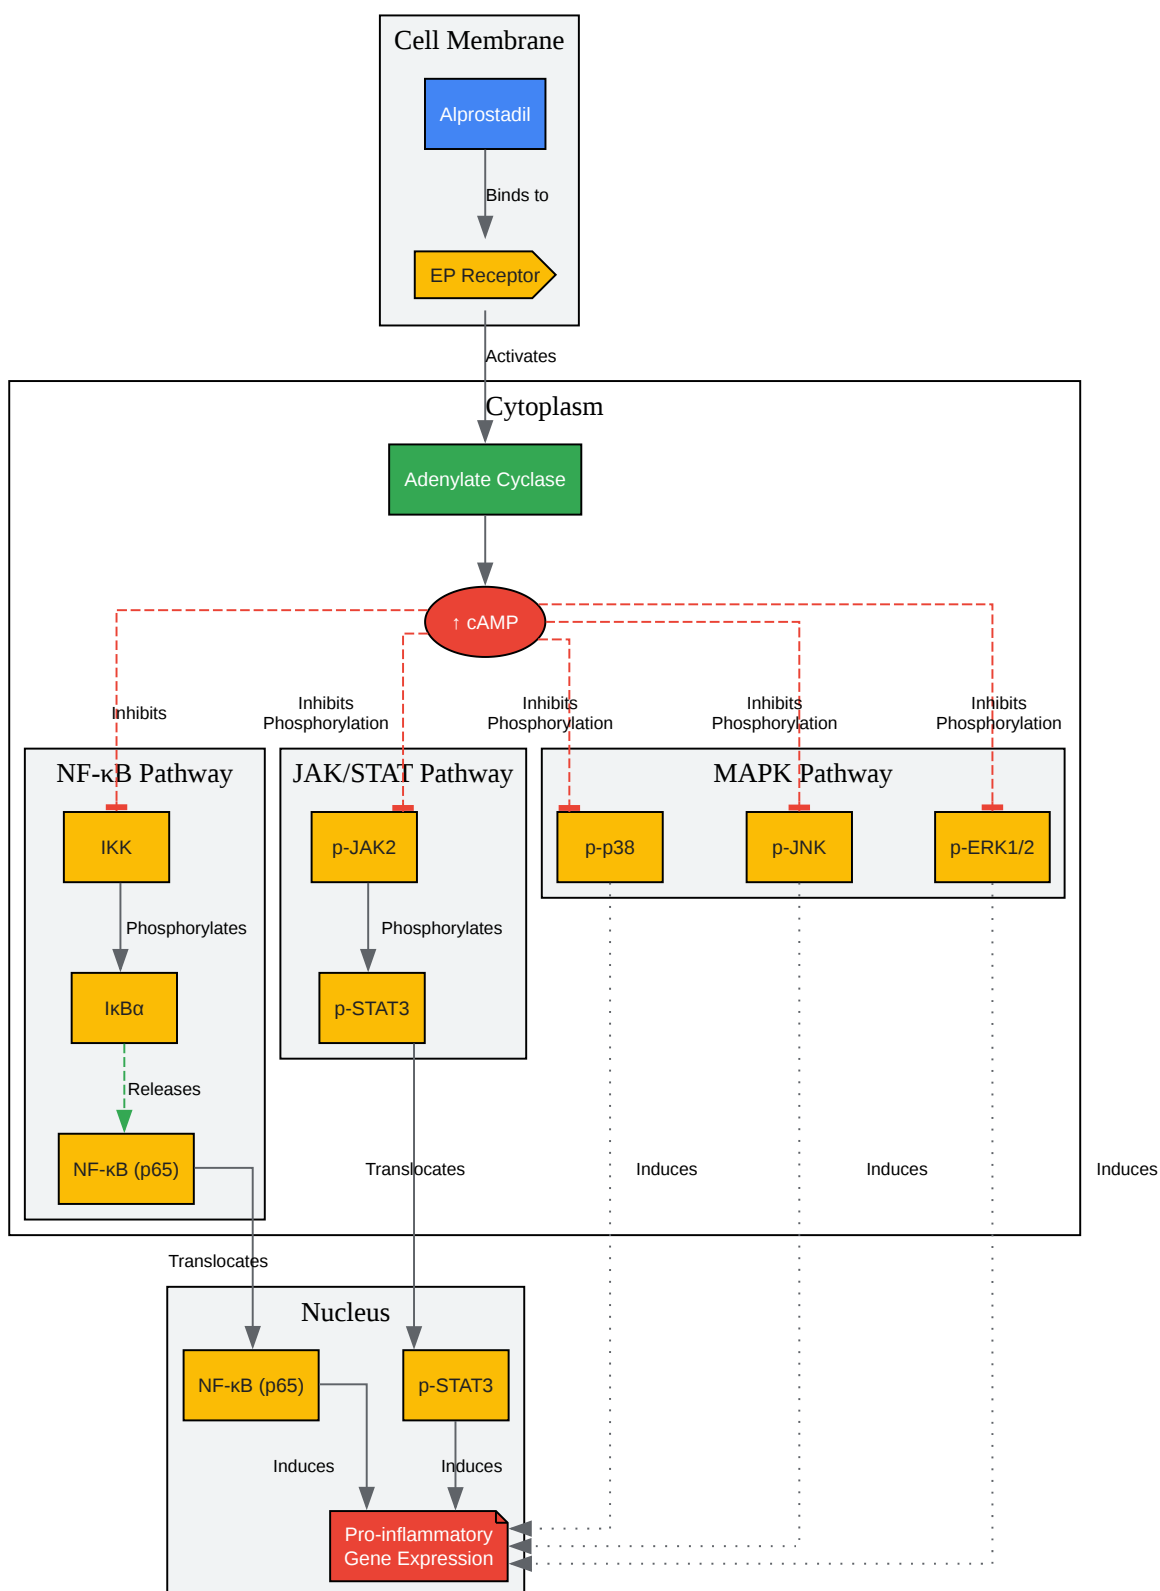 Cell Membrane
Alprostadil
Binds to
EP Receptor
Activates
Cytoplasm
Adenylate Cyclase
↑ cAMP
Inhibits
Inhibits
Phosphorylation
Inhibits
Phosphorylation
Inhibits
Phosphorylation
Inhibits
Phosphorylation
NF-κB Pathway
JAK/STAT Pathway
MAPK Pathway
IKK
p-JAK2
p-p38
p-JNK
p-ERK1/2
Phosphorylates
Phosphorylates
IκBα
p-STAT3
Releases
NF-κB (p65)
Translocates
Induces
Induces
Induces
Translocates
Nucleus
NF-κB (p65)
p-STAT3
Induces
Induces
Pro-inflammatory
Gene Expression